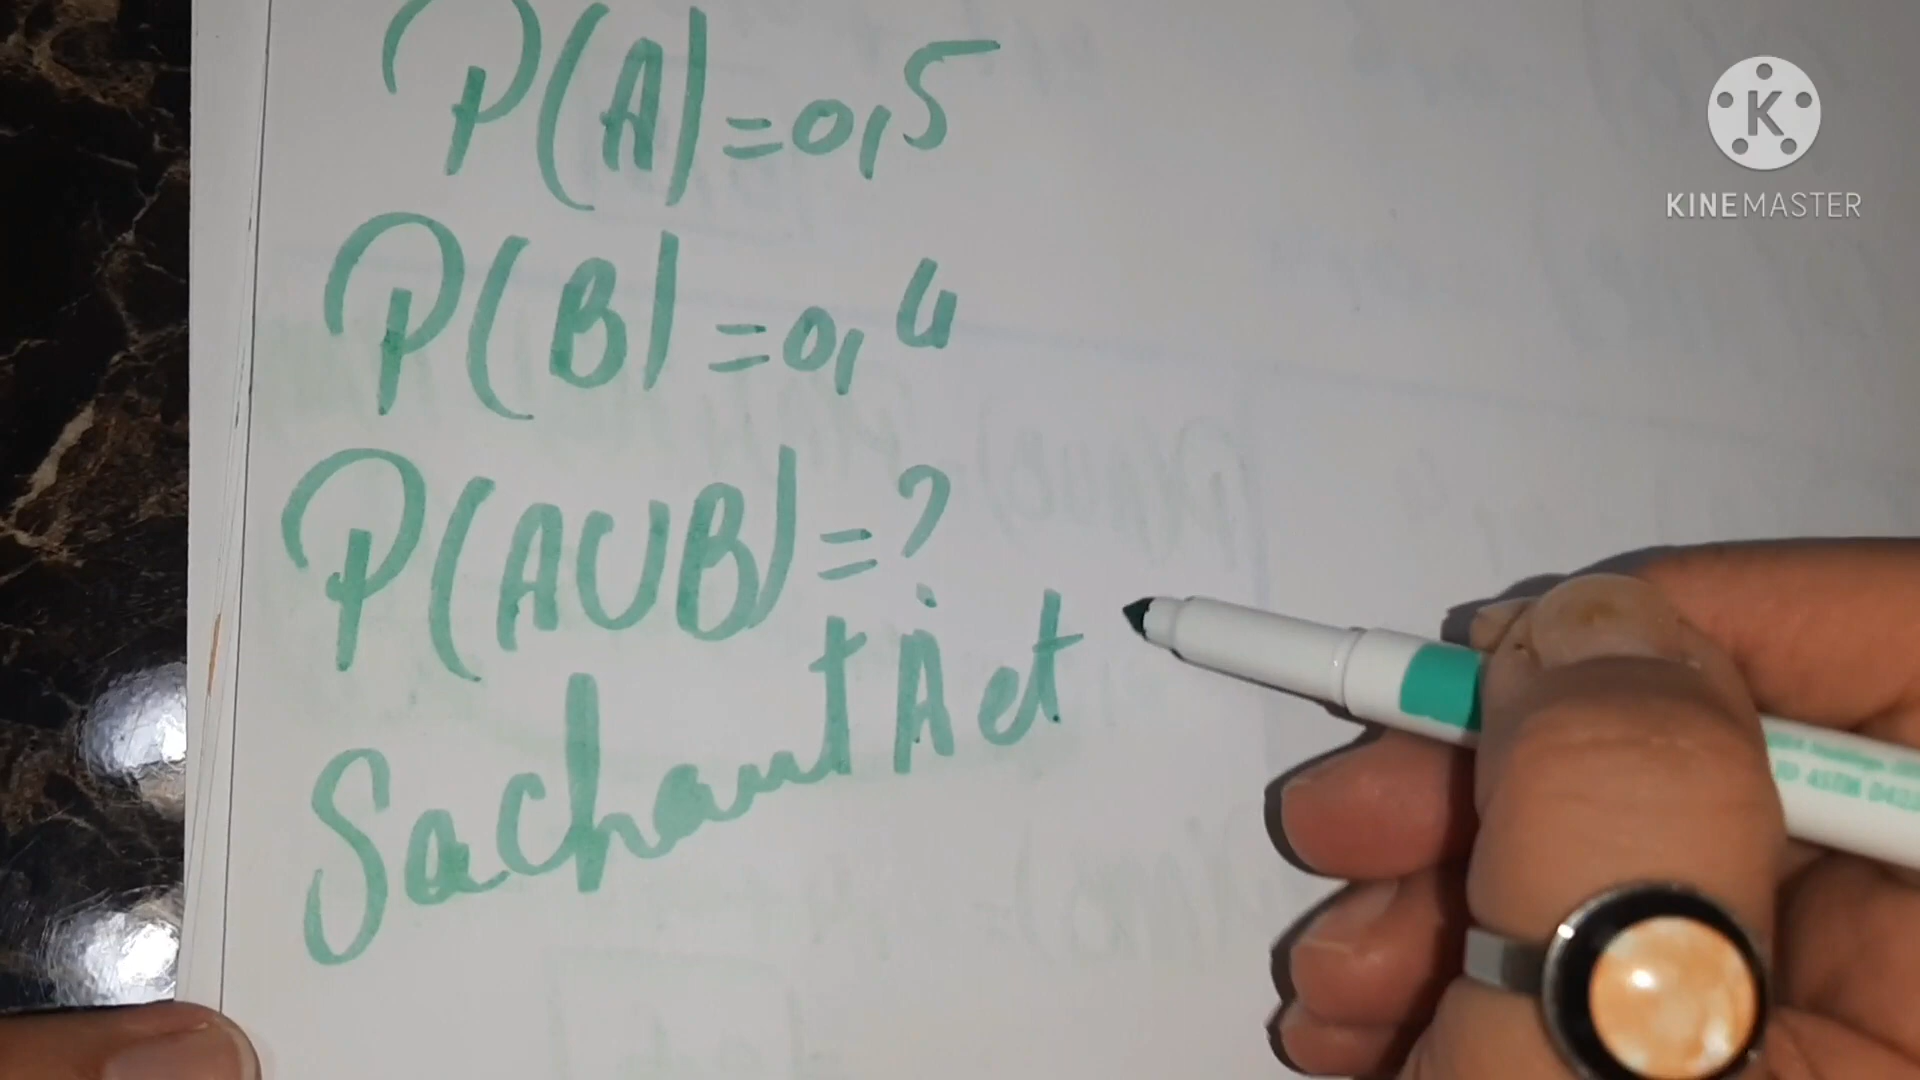 P(A)=0,5
P(B)=0,4
P(AUB)=?
Sachant A et
K
KINEMASTER